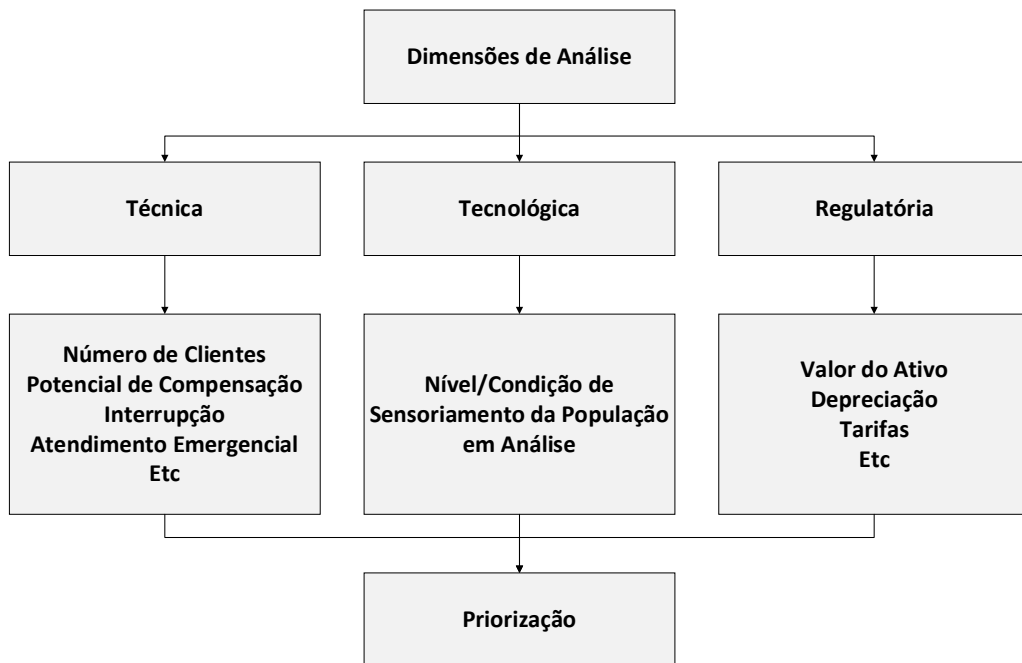 Dimensões de Análise
Técnica
Tecnológica
Regulatória
Número de Clientes
Potencial de Compensação
Interrupção
Atendimento Emergencial
Etc
Nível/Condição de
Sensoriamento da População
em Análise
Valor do Ativo
Depreciação
Tarifas
Etc
Priorização